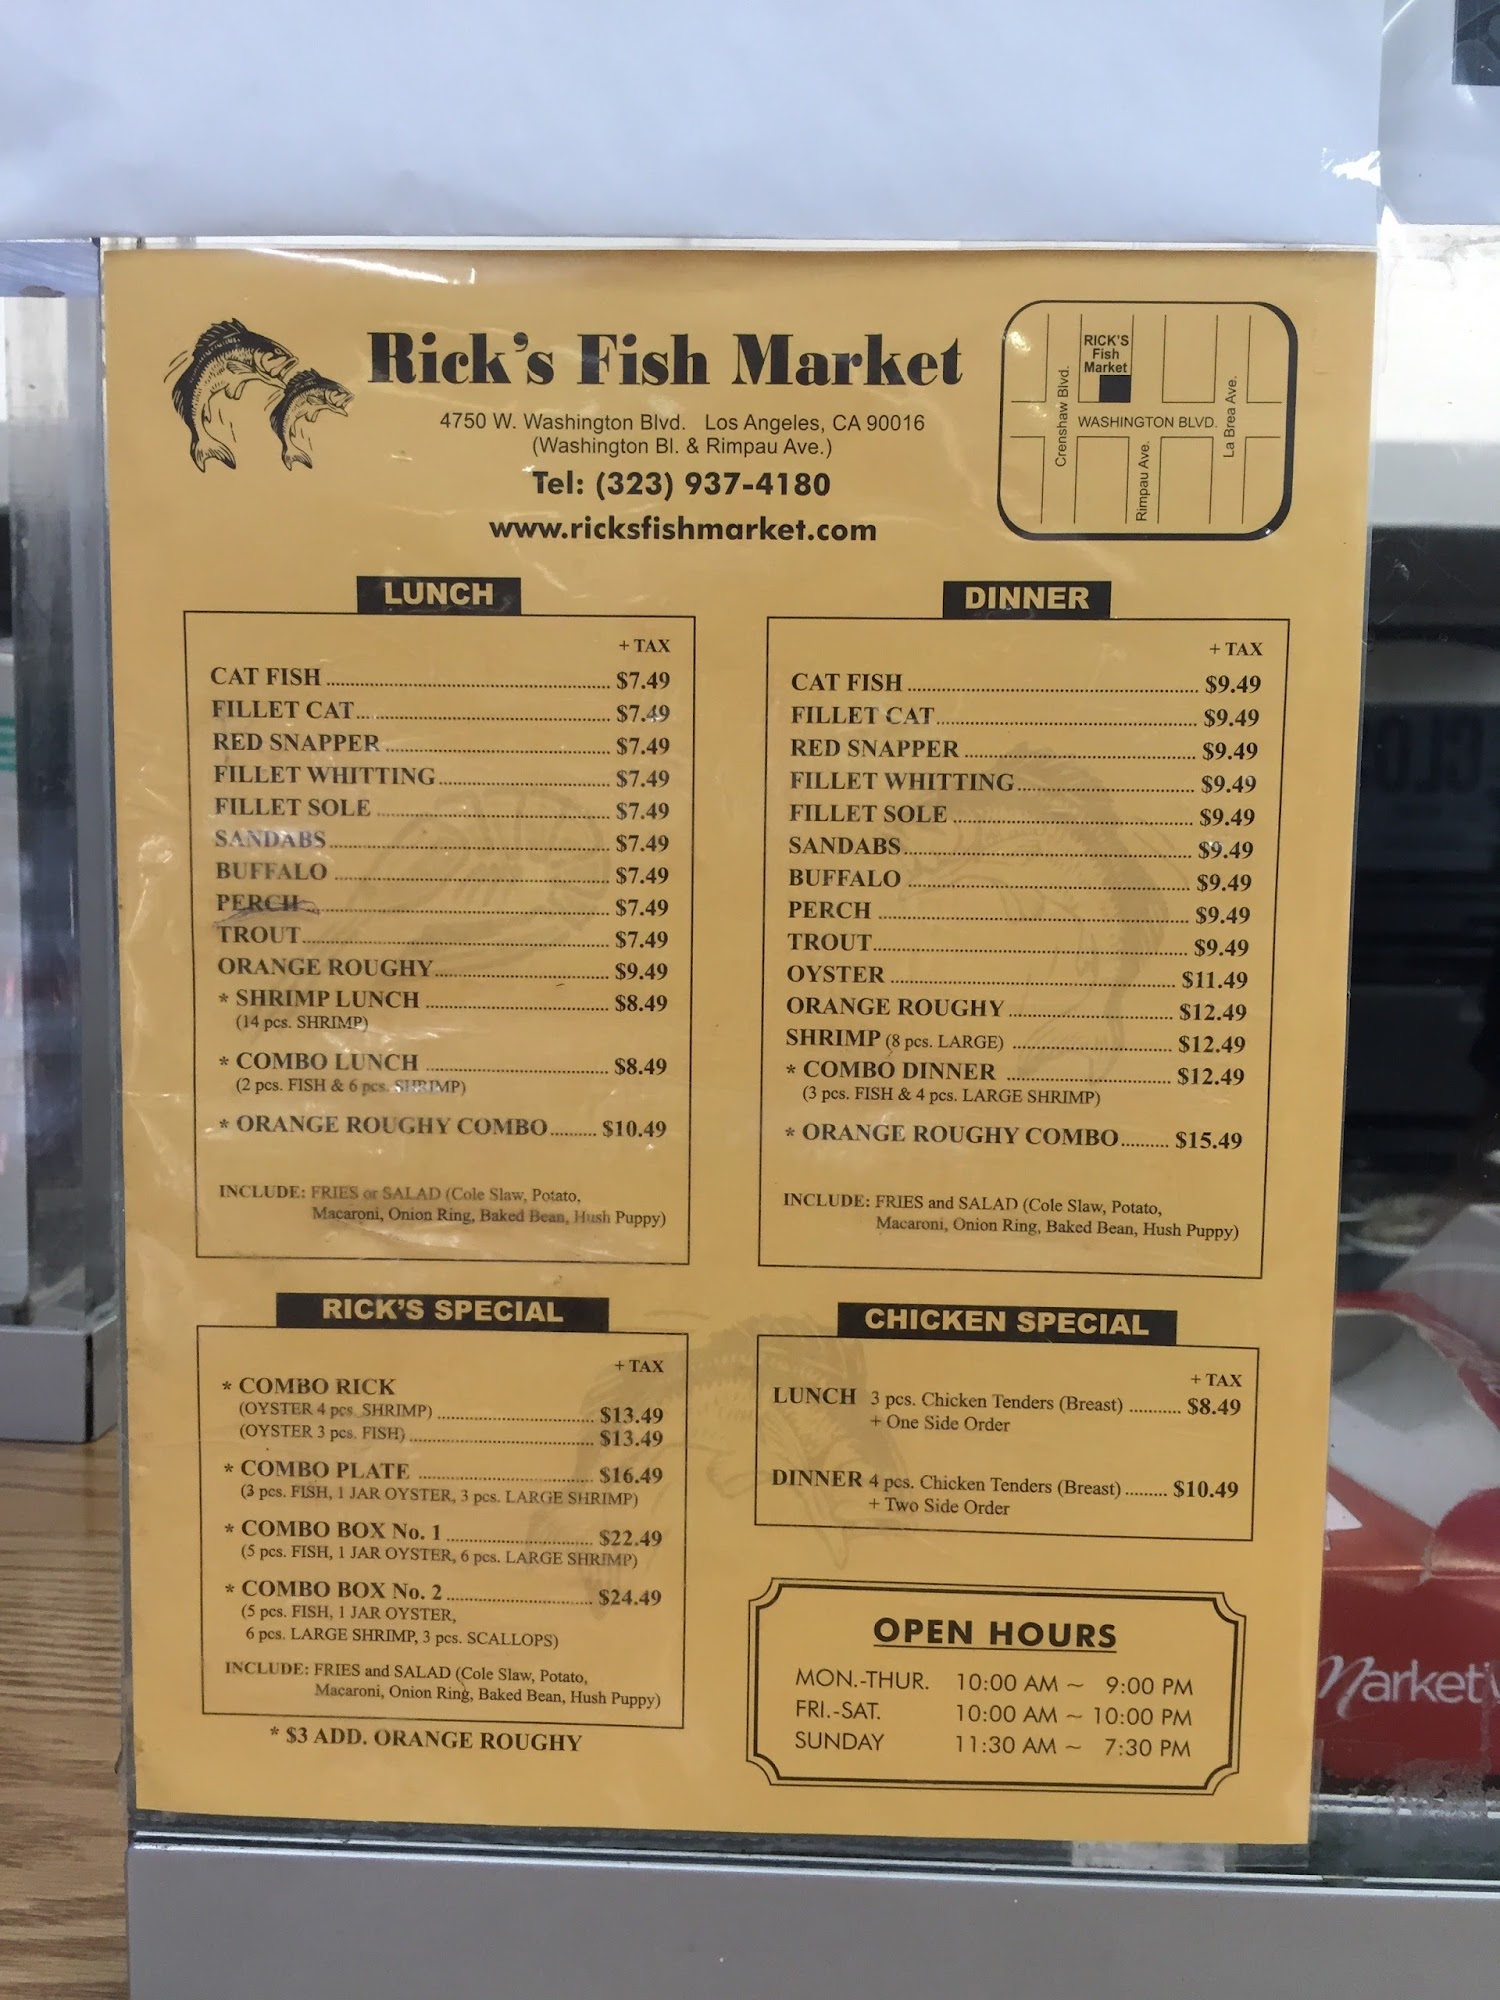 Rick's Fish Market
4750 W. Washington Blvd. Los Angeles, CA 90016
(Washington Bl. & Rimpau Ave.)
Tel: (323) 937-4180
www.ricksfishmarket.com
RICK'S
Fish
Market
Crenshaw Blvd.
WASHINGTON BLVD.
La Brea Ave.
Rimpau Ave.
LUNCH
+ TAX
CAT FISH $7.49
FILLET CAT $7.49
RED SNAPPER $7.49
FILLET WHITTING $7.49
FILLET SOLE $7.49
SANDABS $7.49
BUFFALO $7.49
PERCH $7.49
TROUT $7.49
ORANGE ROUGHY $9.49
* SHRIMP LUNCH $8.49
(14 pcs. SHRIMP)
* COMBO LUNCH $8.49
(2 pcs. FISH & 6 pcs. SHRIMP)
* ORANGE ROUGHY COMBO $10.49
INCLUDE: FRIES or SALAD (Cole Slaw, Potato,
Macaroni, Onion Ring, Baked Bean, Hush Puppy)
DINNER
+ TAX
CAT FISH $9.49
FILLET CAT $9.49
RED SNAPPER $9.49
FILLET WHITTING $9.49
FILLET SOLE $9.49
SANDABS $9.49
BUFFALO $9.49
PERCH $9.49
TROUT $9.49
OYSTER $11.49
ORANGE ROUGHY $12.49
SHRIMP (8 pcs. LARGE) $12.49
* COMBO DINNER $12.49
(3 pcs. FISH & 4 pcs. LARGE SHRIMP)
* ORANGE ROUGHY COMBO $15.49
INCLUDE: FRIES and SALAD (Cole Slaw, Potato,
Macaroni, Onion Ring, Baked Bean, Hush Puppy)
RICK'S SPECIAL
+ TAX
* COMBO RICK
(OYSTER 4 pcs. SHRIMP) $13.49
(OYSTER 3 pcs. FISH) $13.49
* COMBO PLATE $16.49
(3 pcs. FISH, 1 JAR OYSTER, 3 pcs. LARGE SHRIMP)
* COMBO BOX No. 1 $22.49
(5 pcs. FISH, 1 JAR OYSTER, 6 pcs. LARGE SHRIMP)
* COMBO BOX No. 2 $24.49
(5 pcs. FISH, 1 JAR OYSTER,
6 pcs. LARGE SHRIMP, 3 pcs. SCALLOPS)
INCLUDE: FRIES and SALAD (Cole Slaw, Potato,
Macaroni, Onion Ring, Baked Bean, Hush Puppy)
* $3 ADD. ORANGE ROUGHY
CHICKEN SPECIAL
+ TAX
LUNCH 3 pcs. Chicken Tenders (Breast) $8.49
+ One Side Order
DINNER 4 pcs. Chicken Tenders (Breast) $10.49
+ Two Side Order
OPEN HOURS
MON.-THUR. 10:00 AM ~ 9:00 PM
FRI.-SAT. 10:00 AM ~ 10:00 PM
SUNDAY 11:30 AM ~ 7:30 PM
Market